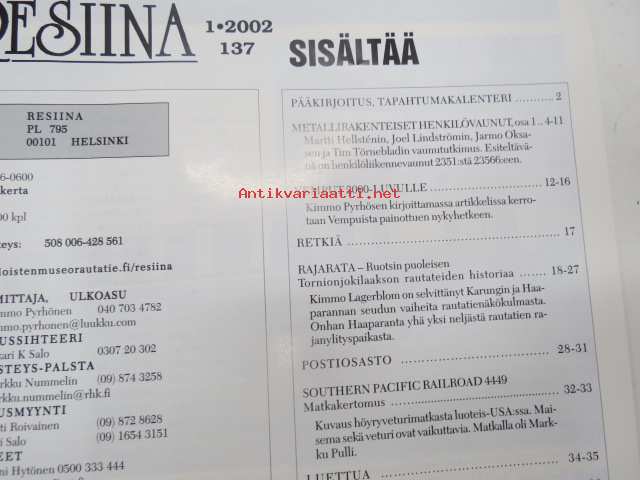 RESIINA
1•2002
137
RESIINA
PL 795
00101 HELSINKI
6-0600
kerta
00 kpl
teys: 508 006-428 561
loistenmuseorautatie.fi/resiina
MITTAJA, ULKOASU
mmo Pyrhönen 040 703 4782
mmo.pyrhonen@luukku.com
USSIHTEERI
kari K Salo 0307 20 302
STEYS-PALSTA
rkku Nummelin (09) 874 3258
rkku.nummelin@rhk.fi
USMYYNTI
tti Roivainen (09) 872 8628
i Salo (09) 1654 3151
EET
ni Hytönen 0500 333 444
SISÄLTÄÄ
PÄÄKIRJOITUS, TAPAHTUMAKALENTERI ........... 2
METALLIRAKENTEISET HENKILÖVAUNUT, osa 1 .. 4-11
Martti Hellsténin, Joel Lindströmin, Jarmo Oksa-
sen ja Tim Törnebladin vaunututkimus. Esiteltävä-
nä on henkilöliikennevaunut 2351:stä 23566:een.
2000-LUVULLE ........ 12-16
Kimmo Pyrhösen kirjoittamassa artikkelissa kerro-
taan Vempuista painottuen nykyhetkeen.
RETKIÄ ........ 17
RAJARATA – Ruotsin puoleisen
Tornionjokilaakson rautateiden historiaa ....... 18-27
Kimmo Lagerblom on selvittänyt Karungin ja Haa-
parannan seudun vaiheita rautatienäkökulmasta.
Onhan Haaparanta yhä yksi neljästä rautatien ra-
janylityspaikasta.
POSTIOSASTO ........ 28-31
SOUTHERN PACIFIC RAILROAD 4449
Matkakertomus ........ 32-33
Kuvaus höyryveturimatkasta luoteis-USA:ssa. Mai-
sema sekä veturi ovat vaikuttavia. Matkalla oli Mark-
ku Pulli.
LUETTUA ........ 34-35
Antikvariaatti.net